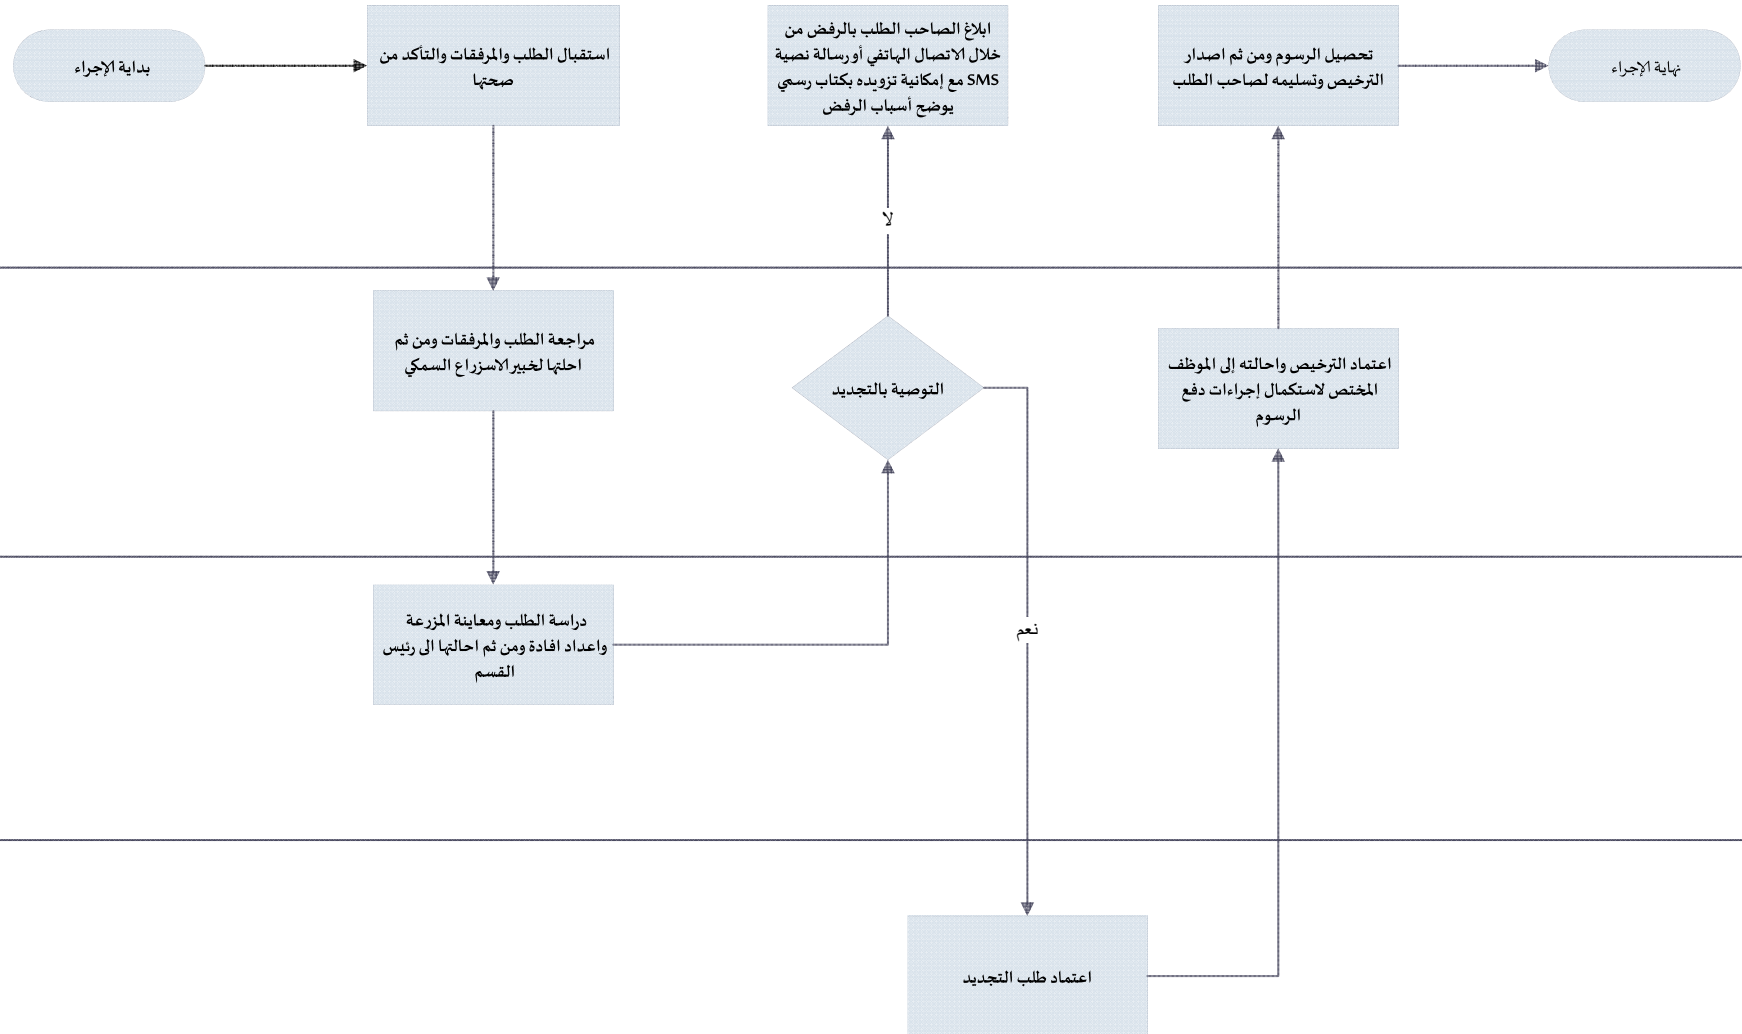 بداية الإجراء
استقبال الطلب والمرفقات والتأكد من
صحتها
ابلاغ الصاحب الطلب بالرفض من
خلال الاتصال الهاتفي أو رسالة نصية
SMS مع إمكانية تزويده بكتاب رسمي
يوضح أسباب الرفض
تحصيل الرسوم ومن ثم اصدار
الترخيص وتسليمه لصاحب الطلب
نهاية الإجراء
لا
مراجعة الطلب والمرفقات ومن ثم
احلتها لخبير الاسزراع السمكي
التوصية بالتجديد
اعتماد الترخيص واحالته إلى الموظف
المختص لاستكمال إجراءات دفع
الرسوم
دراسة الطلب ومعاينة المزرعة
واعداد افادة ومن ثم احالتها الى رئيس
القسم
نعم
اعتماد طلب التجديد